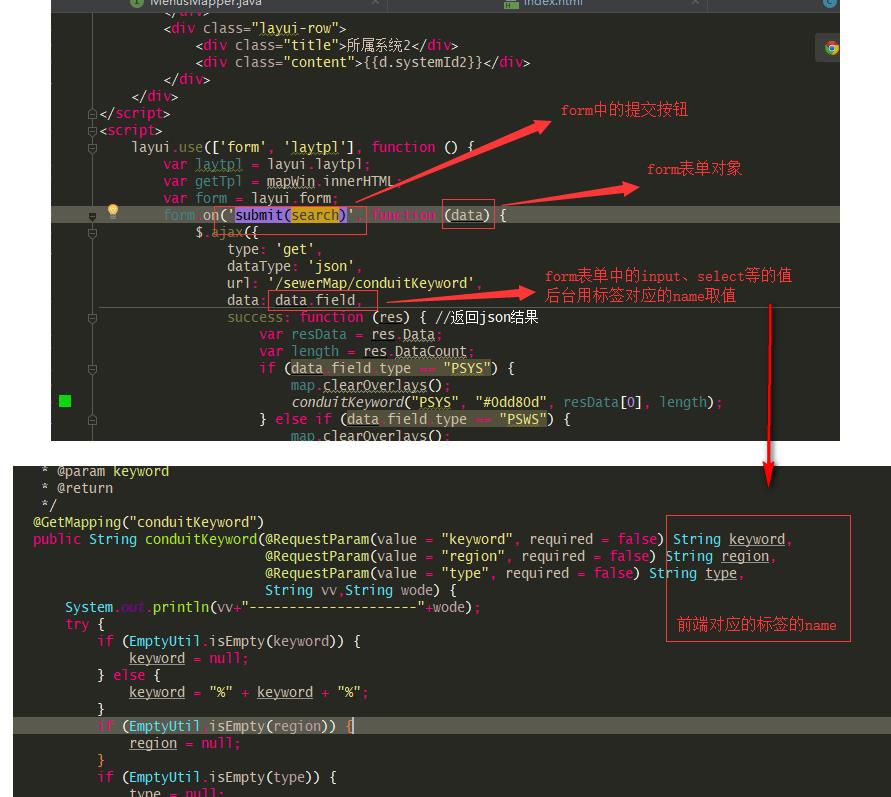 MenusMapper.java
index.html
</div>
<div class="layui-row">
<div class="title">所属系统2</div>
<div class="content">{{d.systemId2}}</div>
</div>
</div>
</script>
<script>
layui.use(['form', 'laytpl'], function () {
var laytpl = layui.laytpl;
var getTpl = mapWin.innerHTML;
var form = layui.form;
form.on('submit(search)', function (data) {
$.ajax({
type: 'get',
dataType: 'json',
url: '/sewerMap/conduitKeyword',
data: data.field,
success: function (res) { //返回json结果
var resData = res.Data;
var length = res.DataCount;
if (data.field.type == "PSYS") {
map.clearOverlays();
conduitKeyword("PSYS", "#0dd80d", resData[0], length);
} else if (data.field.type == "PSWS") {
map.clearOverlays();
form中的提交按钮
form表单对象
form表单中的input、select等的值
后台用标签对应的name取值
* @param keyword
* @return
*/
@GetMapping("conduitKeyword")
public String conduitKeyword(@RequestParam(value = "keyword", required = false) String keyword,
@RequestParam(value = "region", required = false) String region,
@RequestParam(value = "type", required = false) String type,
String vv,String wode) {
System.out.println(vv+"---------------------"+wode);
try {
if (EmptyUtil.isEmpty(keyword)) {
keyword = null;
} else {
keyword = "%" + keyword + "%";
}
if (EmptyUtil.isEmpty(region)) {
region = null;
}
if (EmptyUtil.isEmpty(type)) {
type = null;
前端对应的标签的name